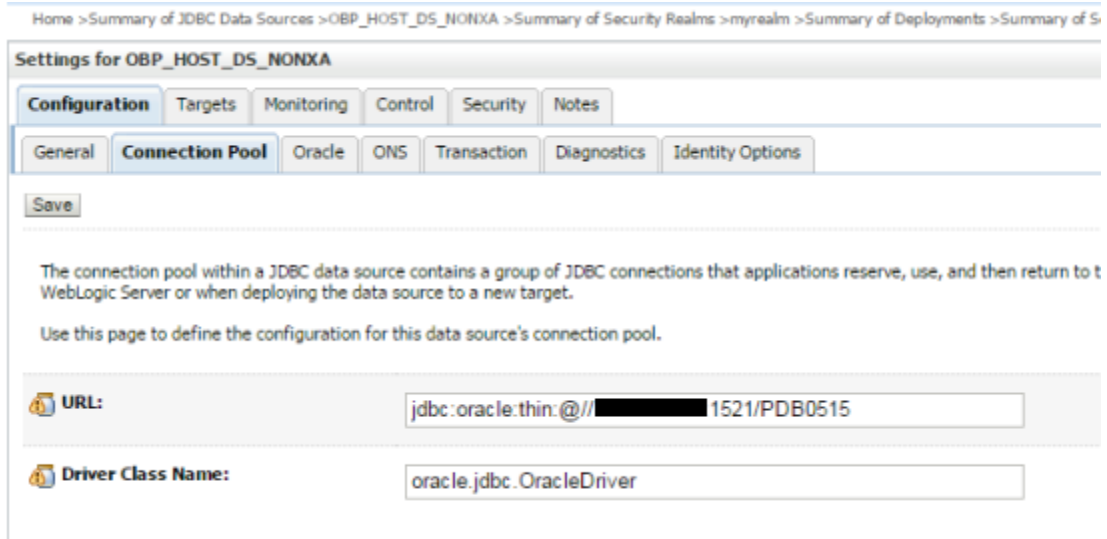 Home >Summary of JDBC Data Sources >OBP_HOST_DS_NONXA >Summary of Security Realms >myrealm >Summary of Deployments >Summary of S
Settings for OBP_HOST_DS_NONXA
Configuration Targets Monitoring Control Security Notes
General Connection Pool Oracle ONS Transaction Diagnostics Identity Options
Save
The connection pool within a JDBC data source contains a group of JDBC connections that applications reserve, use, and then return to t
WebLogic Server or when deploying the data source to a new target.
Use this page to define the configuration for this data source's connection pool.
URL: jdbc:oracle:thin:@// 1521/PDB0515
Driver Class Name: oracle.jdbc.OracleDriver